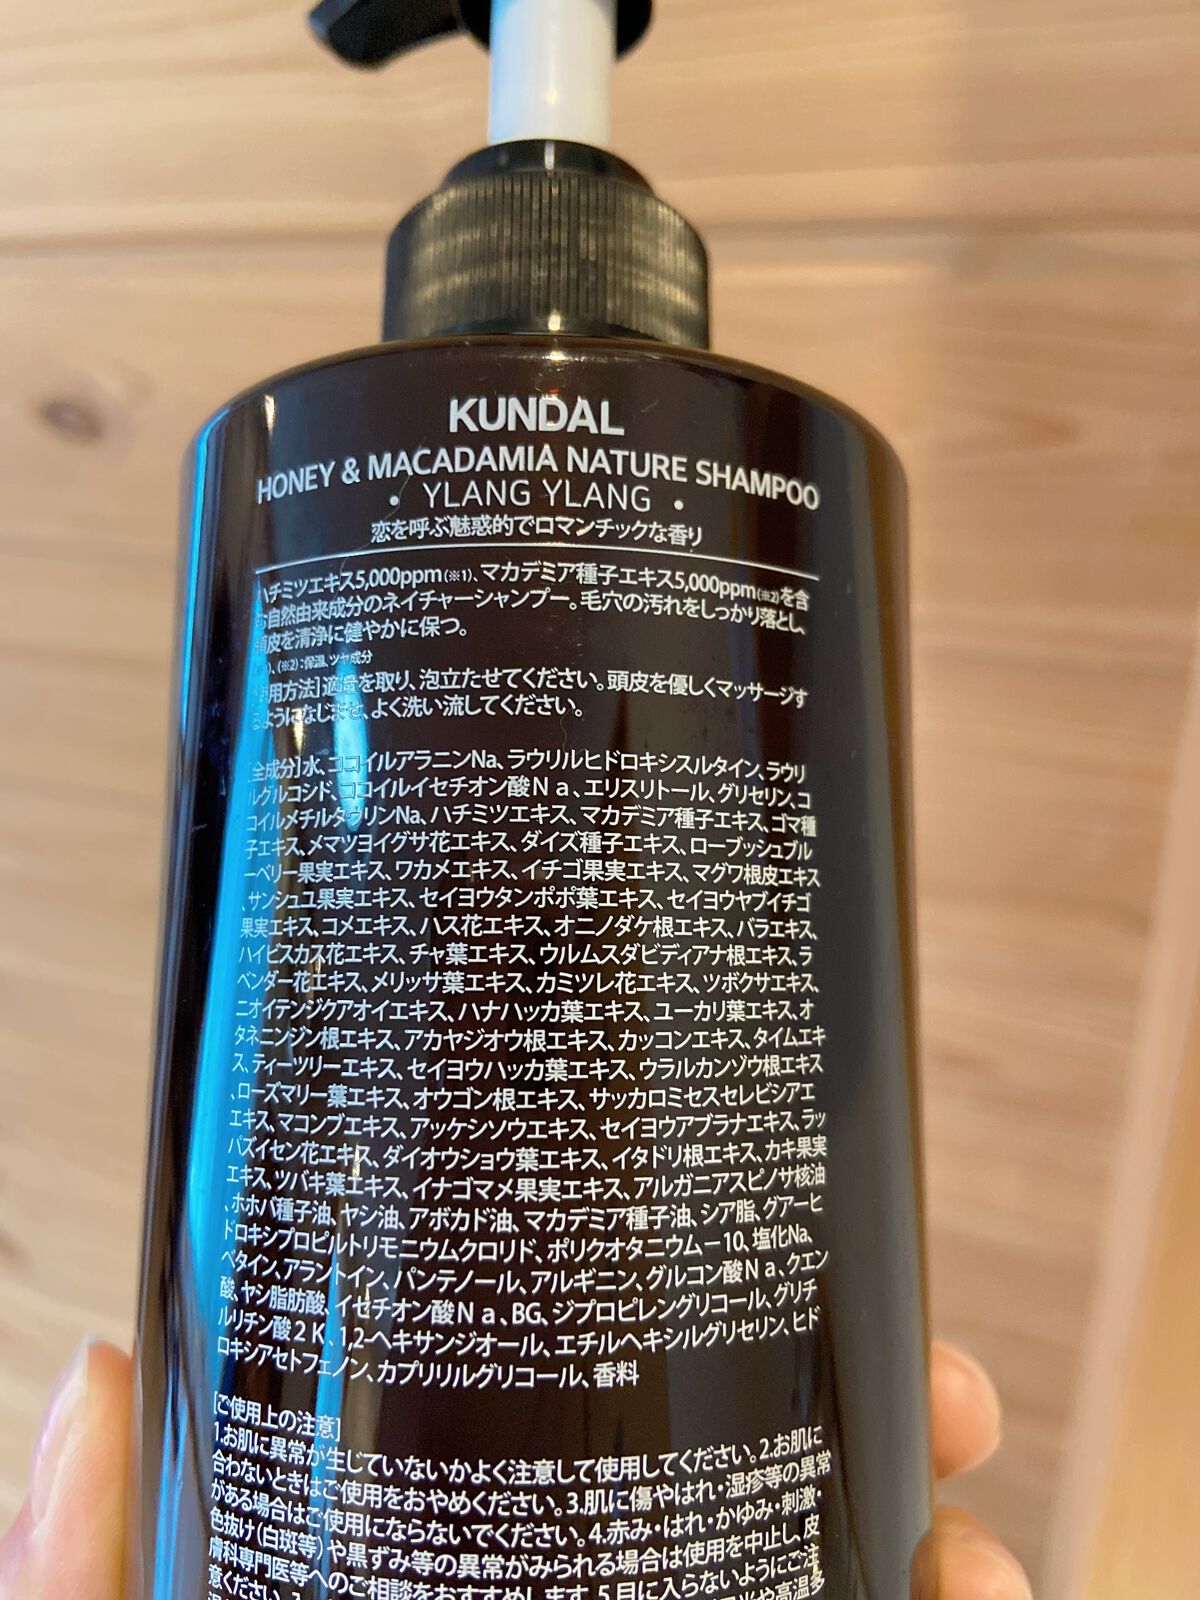 KUNDAL
HONEY & MACADAMIA NATURE SHAMPOO
• YLANG YLANG •
恋を呼ぶ魅惑的でロマンチックな香り
ハチミツエキス5,000ppm(※1)、マカデミア種子エキス5,000ppm(※2)を含
む自然由来成分のネイチャーシャンプー。毛穴の汚れをしっかり落とし、
頭皮を清浄に健やかに保つ。
、(※2):保湿、ツヤ成分
使用方法]適量を取り、泡立たせてください。頭皮を優しくマッサージす
るようになじませ、よく洗い流してください。
[全成分]水、ココイルアラニンNa、ラウリルヒドロキシスルタイン、ラウリ
ルグルコシド、ココイルイセチオン酸Na、エリスリトール、グリセリン、コ
コイルメチルタウリンNa、ハチミツエキス、マカデミア種子エキス、ゴマ種
子エキス、メマツヨイグサ花エキス、ダイズ種子エキス、ローブッシュブル
ーベリー果実エキス、ワカメエキス、イチゴ果実エキス、マグワ根皮エキス
、サンシュユ果実エキス、セイヨウタンポポ葉エキス、セイヨウヤブイチゴ
果実エキス、コメエキス、ハス花エキス、オニノダケ根エキス、バラエキス、
ハイビスカス花エキス、チャ葉エキス、ウルムスダビディアナ根エキス、ラ
ベンダー花エキス、メリッサ葉エキス、カミツレ花エキス、ツボクサエキス、
ニオイテンジクアオイエキス、ハナハッカ葉エキス、ユーカリ葉エキス、オ
タネニンジン根エキス、アカヤジオウ根エキス、カッコンエキス、タイムエキ
ス、ティーツリーエキス、セイヨウハッカ葉エキス、ウラルカンゾウ根エキス
、ローズマリー葉エキス、オウゴン根エキス、サッカロミセスセレビシアエ
エキス、マコンブエキス、アッケシソウエキス、セイヨウアブラナエキス、ラッ
パズイセン花エキス、ダイオウショウ葉エキス、イタドリ根エキス、カキ果実
エキス、ツバキ葉エキス、イナゴマメ果実エキス、アルガニアスピノサ核油
、ホホバ種子油、ヤシ油、アボカド油、マカデミア種子油、シア脂、グアーヒ
ドロキシプロピルトリモニウムクロリド、ポリクオタニウム－10、塩化Na、
ベタイン、アラントイン、パンテノール、アルギニン、グルコン酸Na、クエン
酸、ヤシ脂肪酸、イセチオン酸Na、BG、ジプロピレングリコール、グリチ
ルリチン酸2K、1,2-ヘキサンジオール、エチルヘキシルグリセリン、ヒド
ロキシアセトフェノン、カプリリルグリコール、香料
[ご使用上の注意]
1.お肌に異常が生じていないかよく注意して使用してください。2.お肌に
合わないときはご使用をおやめください。3.肌に傷やはれ・湿疹等の異常
がある場合はご使用にならないでください。4.赤み・はれ・かゆみ・刺激・
色抜け(白斑等)や黒ずみ等の異常がみられる場合は使用を中止し、皮
膚科専門医等へのご相談をおすすめします。5.目に入らないようにご注
意ください。